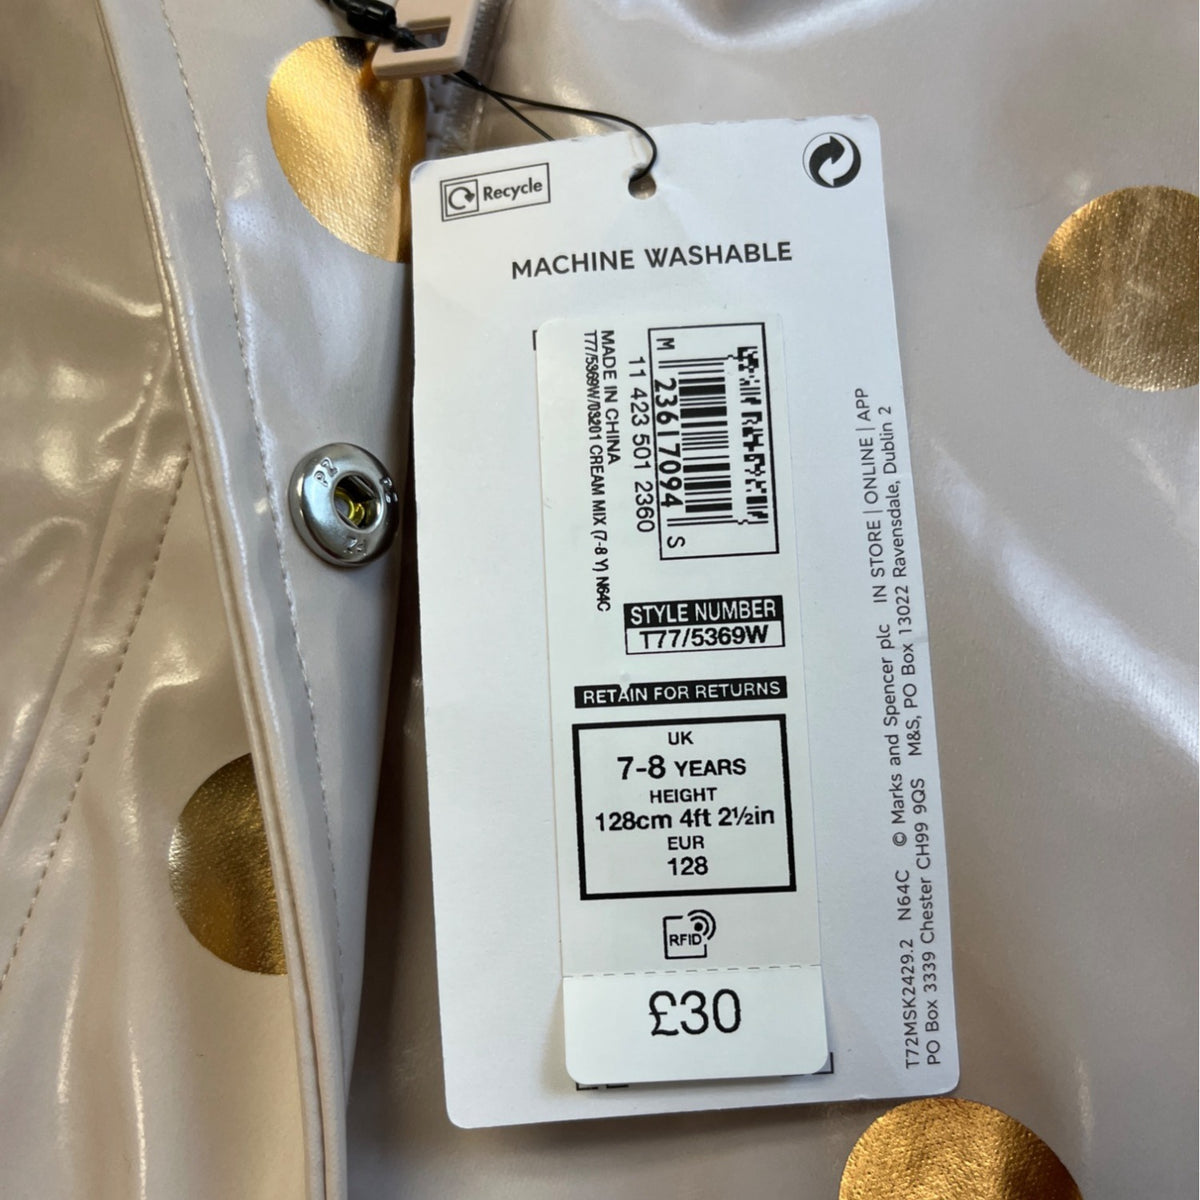 Recycle
MACHINE WASHABLE
M
23617094
S
11 423 501 2360
MADE IN CHINA
T77/5369W/03201 CREAM MIX (7-8 Y) N64C
STYLE NUMBER
T77/5369W
RETAIN FOR RETURNS
UK
7-8 YEARS
HEIGHT
128cm 4ft 2½in
EUR
128
RFID
£30
T72MSK2429.2 N64C © Marks and Spencer plc IN STORE | ONLINE | APP
PO Box 3339 Chester CH99 9QS M&S, PO Box 13022 Ravensdale, Dublin 2